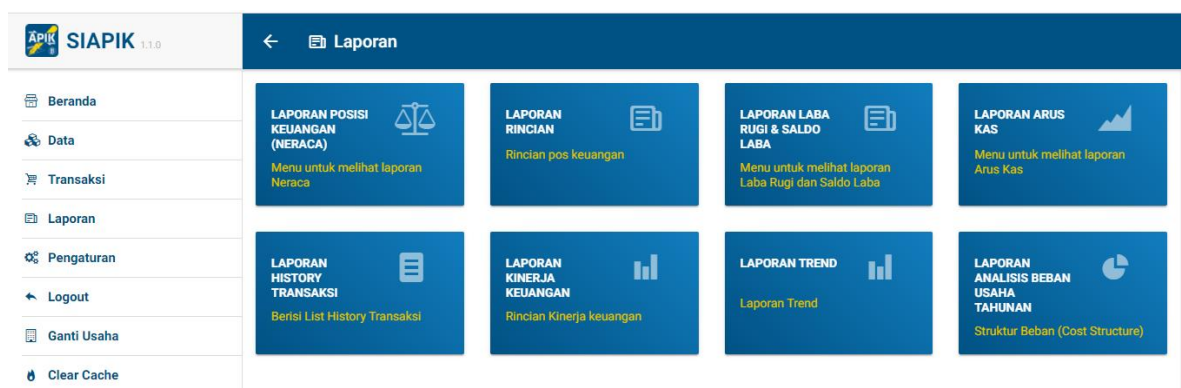 SIAPIK 1.1.0
Beranda
Data
Transaksi
Laporan
Pengaturan
Logout
Ganti Usaha
Clear Cache
Laporan
LAPORAN POSISI
KEUANGAN
(NERACA)
Menu untuk melihat laporan
Neraca
LAPORAN
RINCIAN
Rincian pos keuangan
LAPORAN LABA
RUGI & SALDO
LABA
Menu untuk melihat laporan
Laba Rugi dan Saldo Laba
LAPORAN ARUS
KAS
Menu untuk melihat laporan
Arus Kas
LAPORAN
HISTORY
TRANSAKSI
Berisi List History Transaksi
LAPORAN
KINERJA
KEUANGAN
Rincian Kinerja keuangan
LAPORAN TREND
Laporan Trend
LAPORAN
ANALISIS BEBAN
USAHA
TAHUNAN
Struktur Beban (Cost Structure)